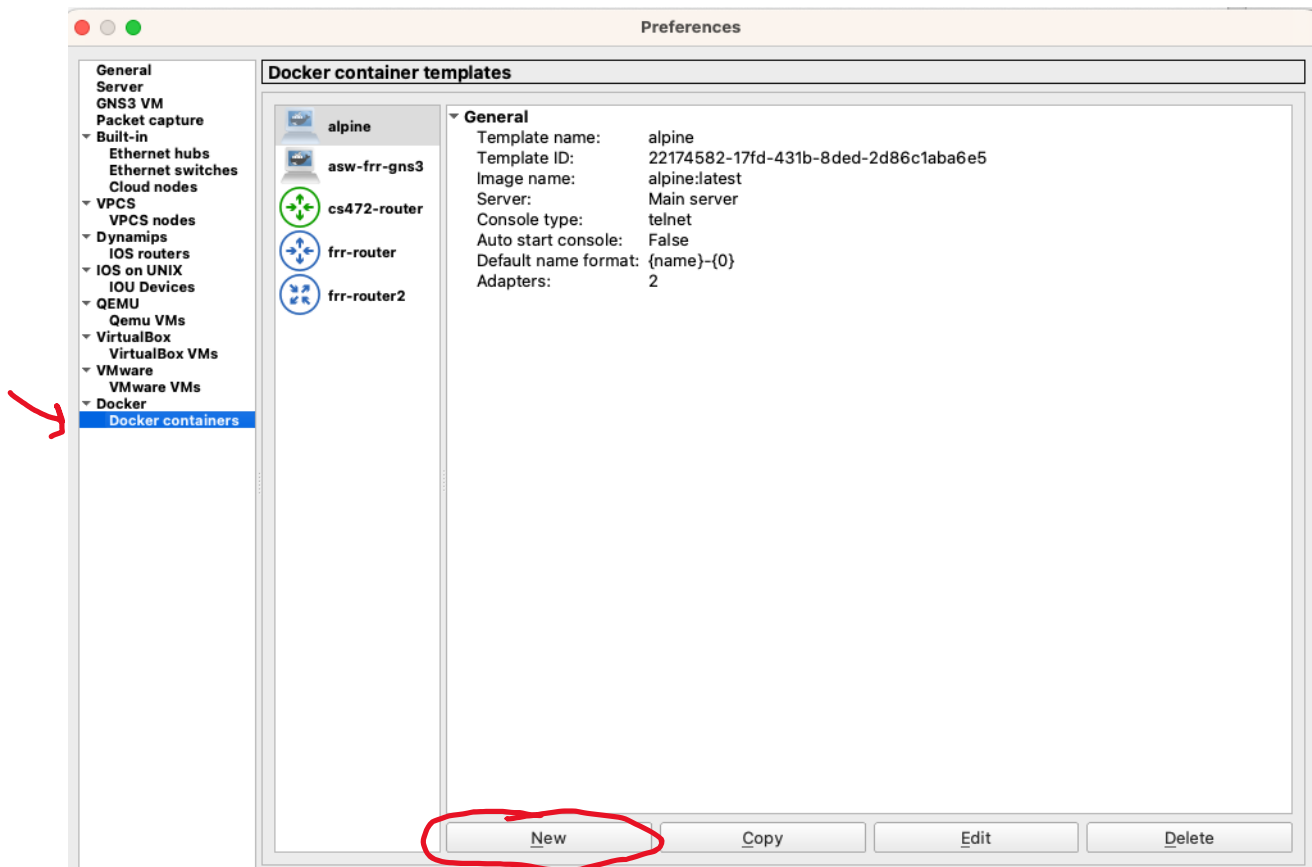 Preferences
General
Server
GNS3 VM
Packet capture
Built-in
Ethernet hubs
Ethernet switches
Cloud nodes
VPCS
VPCS nodes
Dynamips
IOS routers
IOS on UNIX
IOU Devices
QEMU
Qemu VMs
VirtualBox
VirtualBox VMs
VMware
VMware VMs
Docker
Docker containers
Docker container templates
alpine
asw-frr-gns3
cs472-router
frr-router
frr-router2
General
Template name: alpine
Template ID: 22174582-17fd-431b-8ded-2d86c1aba6e5
Image name: alpine:latest
Server: Main server
Console type: telnet
Auto start console: False
Default name format: {name}-{0}
Adapters: 2
New Copy Edit Delete